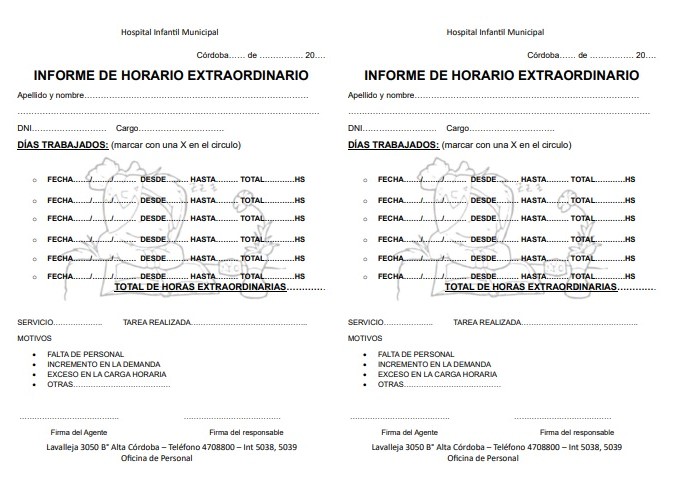 Hospital Infantil Municipal
Córdoba...... de ................ 20....
INFORME DE HORARIO EXTRAORDINARIO
Apellido y nombre................................................................................
............................................................................................................
DNI........................... Cargo...............................
DÍAS TRABAJADOS: (marcar con una X en el circulo)
o FECHA....../....../........ DESDE......... HASTA........ TOTAL...........HS
o FECHA....../....../........ DESDE......... HASTA........ TOTAL...........HS
o FECHA....../....../........ DESDE......... HASTA........ TOTAL...........HS
o FECHA....../....../........ DESDE......... HASTA........ TOTAL...........HS
o FECHA....../....../........ DESDE......... HASTA........ TOTAL...........HS
o FECHA....../....../........ DESDE......... HASTA........ TOTAL...........HS
TOTAL DE HORAS EXTRAORDINARIAS.............
SERVICIO.................... TAREA REALIZADA...............................................
MOTIVOS
• FALTA DE PERSONAL
• INCREMENTO EN LA DEMANDA
• EXCESO EN LA CARGA HORARIA
• OTRAS...................................
.................................... ...................................
Firma del Agente Firma del responsable
Lavalleja 3050 B° Alta Córdoba – Teléfono 4708800 – Int 5038, 5039
Oficina de Personal
Hospital Infantil Municipal
Córdoba...... de ................ 20....
INFORME DE HORARIO EXTRAORDINARIO
Apellido y nombre................................................................................
............................................................................................................
DNI........................... Cargo...............................
DÍAS TRABAJADOS: (marcar con una X en el circulo)
o FECHA....../....../........ DESDE......... HASTA........ TOTAL...........HS
o FECHA....../....../........ DESDE......... HASTA........ TOTAL...........HS
o FECHA....../....../........ DESDE......... HASTA........ TOTAL...........HS
o FECHA....../....../........ DESDE......... HASTA........ TOTAL...........HS
o FECHA....../....../........ DESDE......... HASTA........ TOTAL...........HS
o FECHA....../....../........ DESDE......... HASTA........ TOTAL...........HS
TOTAL DE HORAS EXTRAORDINARIAS.............
SERVICIO.................... TAREA REALIZADA...............................................
MOTIVOS
• FALTA DE PERSONAL
• INCREMENTO EN LA DEMANDA
• EXCESO EN LA CARGA HORARIA
• OTRAS...................................
.................................... ...................................
Firma del Agente Firma del responsable
Lavalleja 3050 B° Alta Córdoba – Teléfono 4708800 – Int 5038, 5039
Oficina de Personal